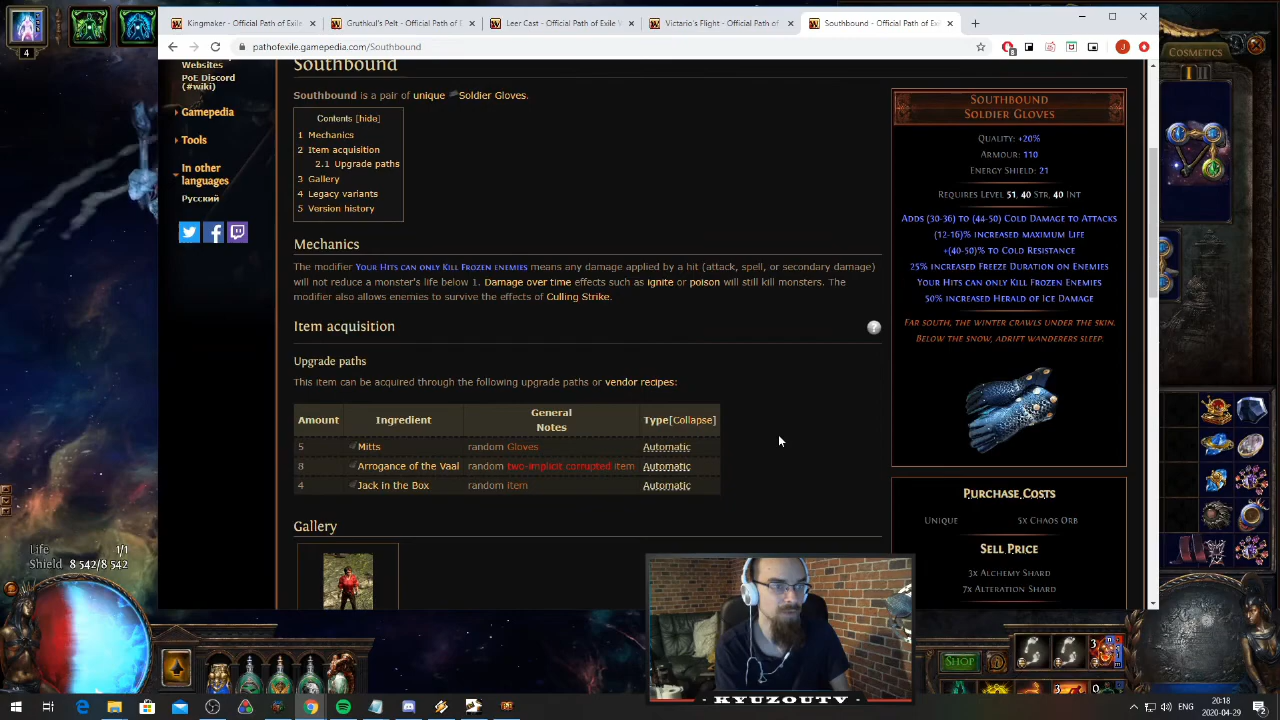 Kingmaker - Official Path of Exile
Gruthkul's Pelt - Official Path of E
Leer Cast - Official Path of Exile
Victario's Flight - Official Path of
Southbound - Official Path of Ex
pathofexile.gamepedia.com/Southbound
COSMETICS
4
I II
Websites
PoE Discord
(#wiki)
Gamepedia
Tools
In other
languages
Русский
Southbound
Southbound is a pair of unique Soldier Gloves.
Contents [hide]
1 Mechanics
2 Item acquisition
2.1 Upgrade paths
3 Gallery
4 Legacy variants
5 Version history
Mechanics
The modifier Your Hits can only Kill Frozen enemies means any damage applied by a hit (attack, spell, or secondary damage)
will not reduce a monster's life below 1. Damage over time effects such as ignite or poison will still kill monsters. The
modifier also allows enemies to survive the effects of Culling Strike.
Item acquisition
?
Upgrade paths
This item can be acquired through the following upgrade paths or vendor recipes:
Amount Ingredient General Notes Type[Collapse]
5 Mitts random Gloves Automatic
8 Arrogance of the Vaal random two-implicit corrupted item Automatic
4 Jack in the Box random Item Automatic
Gallery
SOUTHBOUND
SOLDIER GLOVES
QUALITY: +20%
ARMOUR: 110
ENERGY SHIELD: 21
REQUIRES LEVEL 51, 40 STR, 40 INT
ADDS (30-36) TO (44-50) COLD DAMAGE TO ATTACKS
(12-16)% INCREASED MAXIMUM LIFE
+(40-50)% TO COLD RESISTANCE
25% INCREASED FREEZE DURATION ON ENEMIES
YOUR HITS CAN ONLY KILL FROZEN ENEMIES
50% INCREASED HERALD OF ICE DAMAGE
FAR SOUTH, THE WINTER CRAWLS UNDER THE SKIN.
BELOW THE SNOW, ADRIFT WANDERERS SLEEP.
PURCHASE COSTS
UNIQUE 5X CHAOS ORB
SELL PRICE
3X ALCHEMY SHARD
7X ALTERATION SHARD
Life 1/1
Shield 8 542/8 542
- KYUZOUTV -
SHOP
20:18
2020-04-29